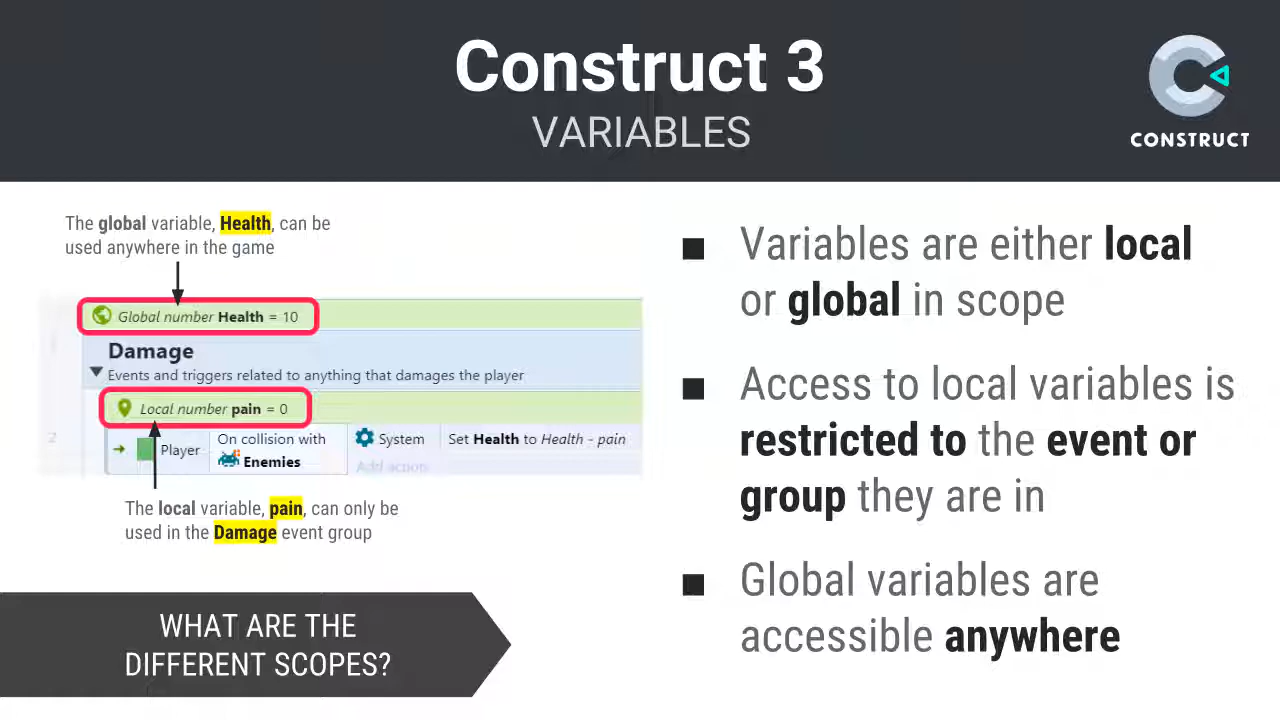 Construct 3
VARIABLES
CONSTRUCT
The global variable, Health, can be
used anywhere in the game
Global number Health = 10
Damage
Events and triggers related to anything that damages the player
Local number pain = 0
2
Player
On collision with
Enemies
System
Set Health to Health - pain
Add action
The local variable, pain, can only be
used in the Damage event group
WHAT ARE THE
DIFFERENT SCOPES?
■ Variables are either local
or global in scope
■ Access to local variables is
restricted to the event or
group they are in
■ Global variables are
accessible anywhere